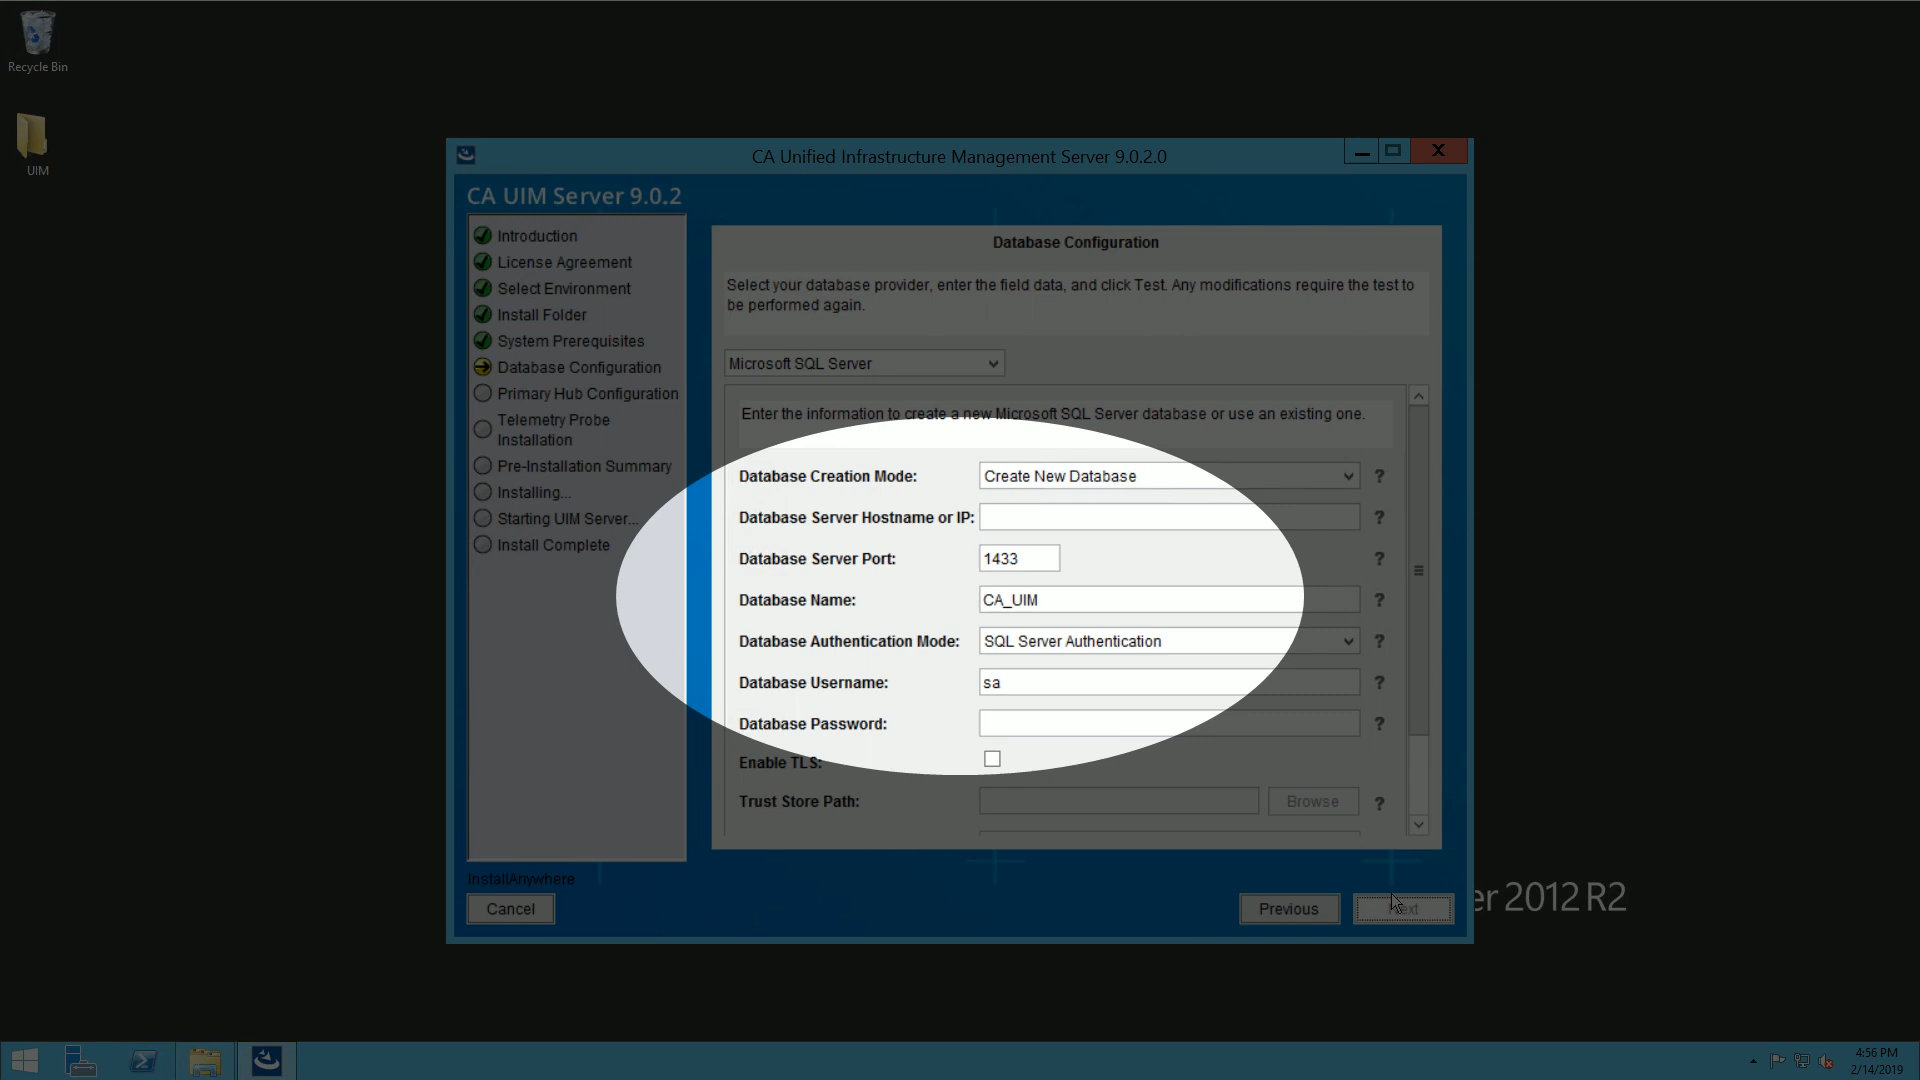 Recycle Bin
UIM
CA Unified Infrastructure Management Server 9.0.2.0
X
CA UIM Server 9.0.2
Introduction
License Agreement
Select Environment
Install Folder
System Prerequisites
Database Configuration
Primary Hub Configuration
Telemetry Probe
Installation
Pre-Installation Summary
Installing...
Starting UIM Server...
Install Complete
Database Configuration
Select your database provider, enter the field data, and click Test. Any modifications require the test to
be performed again.
Microsoft SQL Server
Enter the information to create a new Microsoft SQL Server database or use an existing one.
Database Creation Mode: Create New Database ?
Database Server Hostname or IP: ?
Database Server Port: 1433 ?
Database Name: CA_UIM ?
Database Authentication Mode: SQL Server Authentication ?
Database Username: sa ?
Database Password: ?
Enable TLS:
Trust Store Path: Browse ?
InstallAnywhere
Cancel Previous Next
er 2012 R2
4:56 PM
2/14/2019